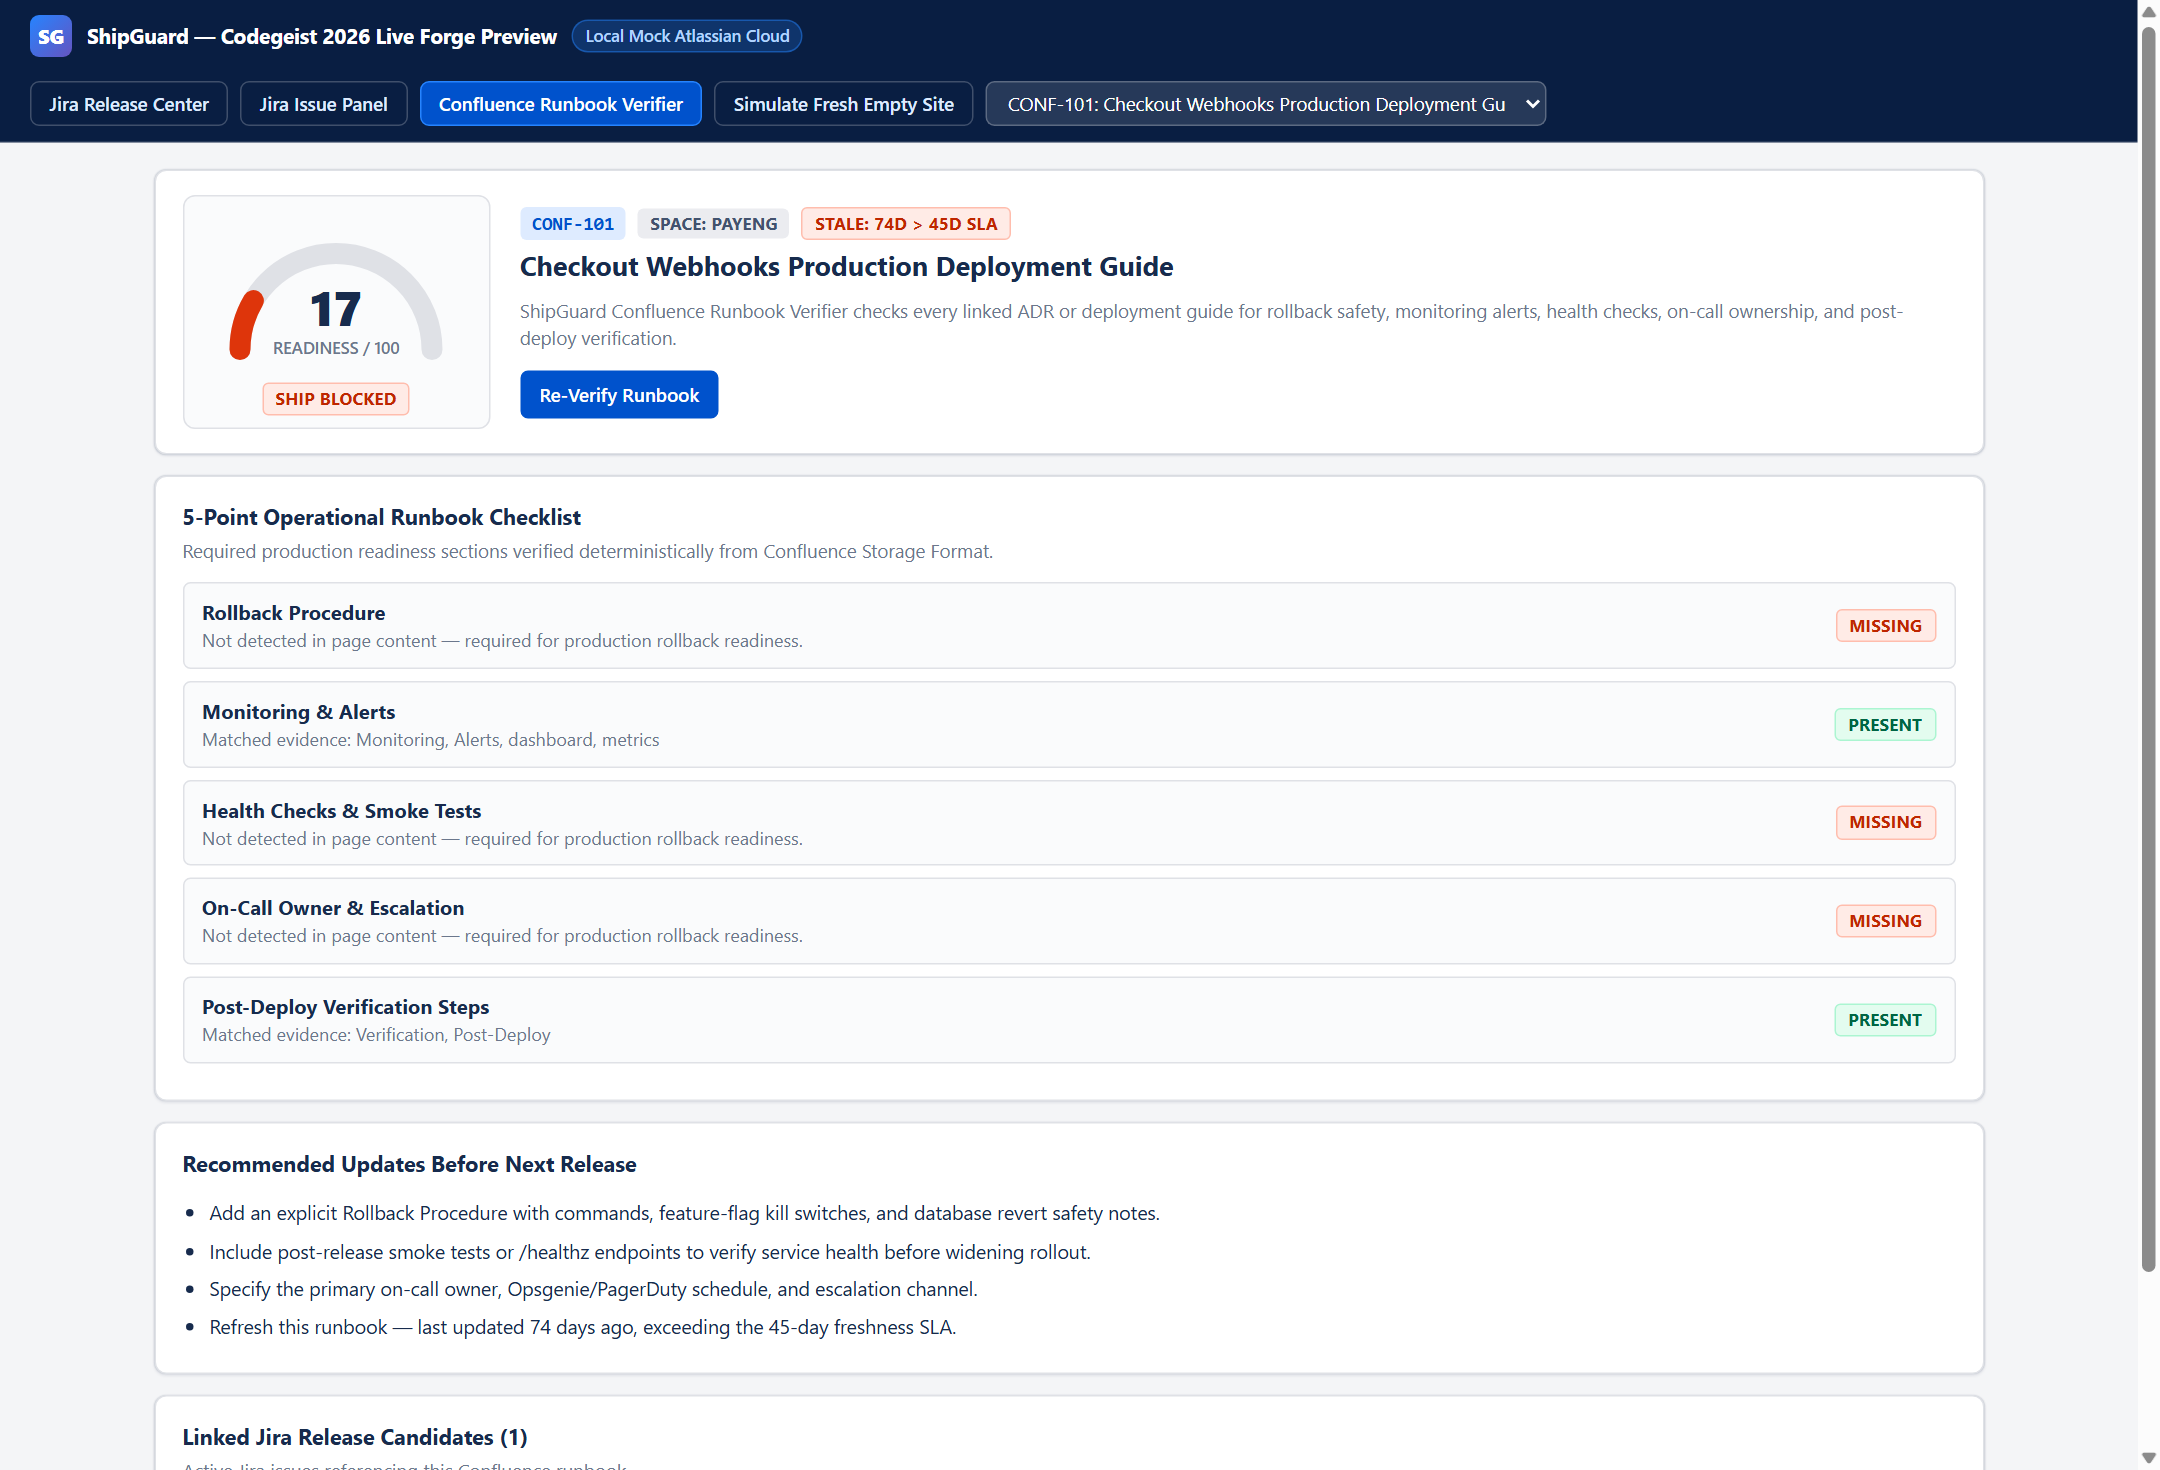 SG
ShipGuard — Codegeist 2026 Live Forge Preview
Local Mock Atlassian Cloud
Jira Release Center
Jira Issue Panel
Confluence Runbook Verifier
Simulate Fresh Empty Site
CONF-101: Checkout Webhooks Production Deployment Gu
17
READINESS / 100
SHIP BLOCKED
CONF-101
SPACE: PAYENG
STALE: 74D > 45D SLA
Checkout Webhooks Production Deployment Guide
ShipGuard Confluence Runbook Verifier checks every linked ADR or deployment guide for rollback safety, monitoring alerts, health checks, on-call ownership, and post-
deploy verification.
Re-Verify Runbook
5-Point Operational Runbook Checklist
Required production readiness sections verified deterministically from Confluence Storage Format.
Rollback Procedure
Not detected in page content — required for production rollback readiness.
MISSING
Monitoring & Alerts
Matched evidence: Monitoring, Alerts, dashboard, metrics
PRESENT
Health Checks & Smoke Tests
Not detected in page content — required for production rollback readiness.
MISSING
On-Call Owner & Escalation
Not detected in page content — required for production rollback readiness.
MISSING
Post-Deploy Verification Steps
Matched evidence: Verification, Post-Deploy
PRESENT
Recommended Updates Before Next Release
• Add an explicit Rollback Procedure with commands, feature-flag kill switches, and database revert safety notes.
• Include post-release smoke tests or /healthz endpoints to verify service health before widening rollout.
• Specify the primary on-call owner, Opsgenie/PagerDuty schedule, and escalation channel.
• Refresh this runbook — last updated 74 days ago, exceeding the 45-day freshness SLA.
Linked Jira Release Candidates (1)
Active Jira issues referencing this Confluence runbook